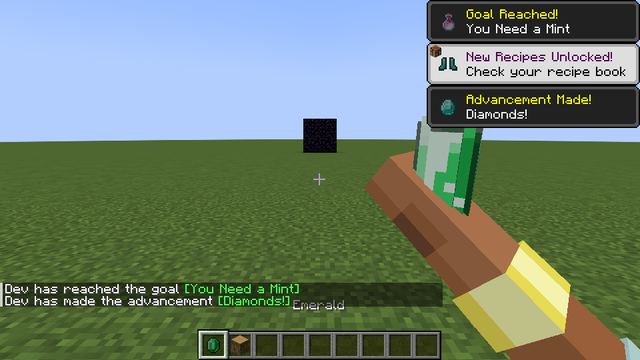 Goal Reached!
You Need a Mint
New Recipes Unlocked!
Check your recipe book
Advancement Made!
Diamonds!
Dev has reached the goal [You Need a Mint]
Dev has made the advancement [Diamonds!]
Emerald